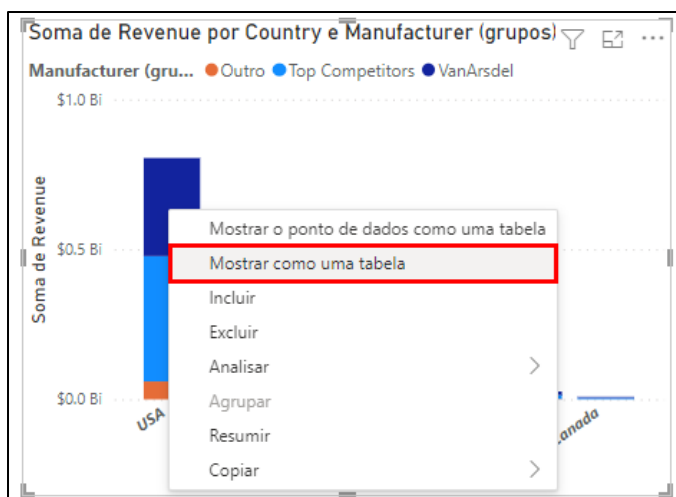 Soma de Revenue por Country e Manufacturer (grupos)
Manufacturer (gru... Outro Top Competitors VanArsdel
$1.0 Bi
$0.5 Bi
$0.0 Bi
Soma de Revenue
USA
Mostrar o ponto de dados como uma tabela
Mostrar como uma tabela
Incluir
Excluir
Analisar
Agrupar
Resumir
Copiar